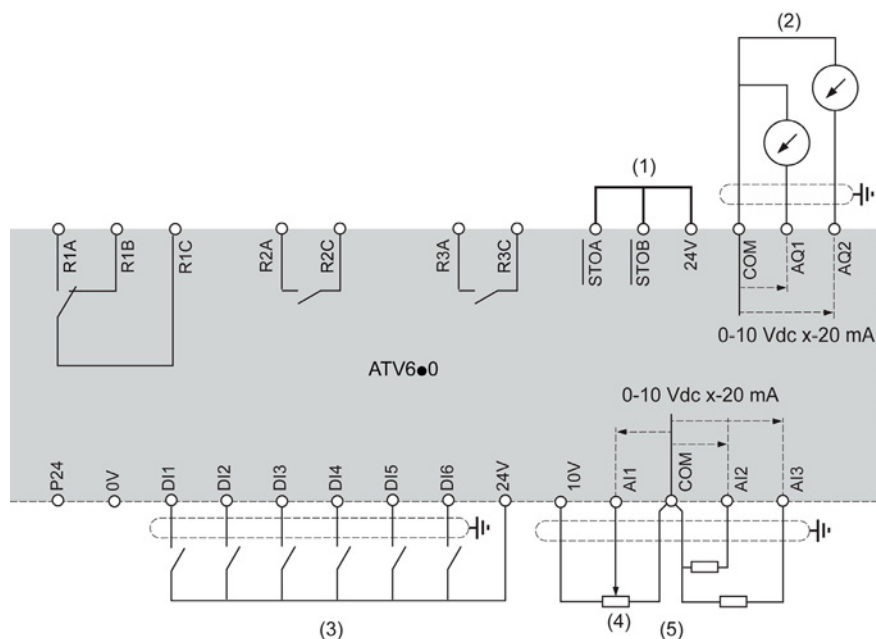 (2)
(1)
R1A
R1B
R1C
R2A
R2C
R3A
R3C
STOA
STOB
24V
COM
AQ1
AQ2
0-10 Vdc x-20 mA
ATV6●0
0-10 Vdc x-20 mA
P24
0V
DI1
DI2
DI3
DI4
DI5
DI6
24V
10V
AI1
COM
AI2
AI3
(3)
(4)
(5)